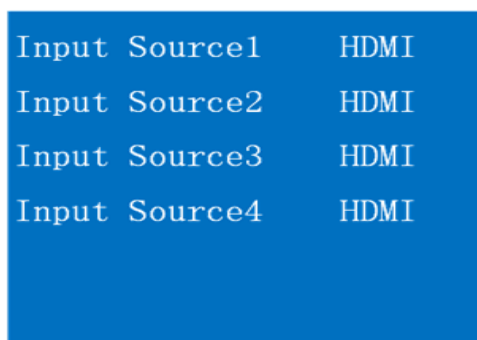 Input Source1 HDMI
Input Source2 HDMI
Input Source3 HDMI
Input Source4 HDMI